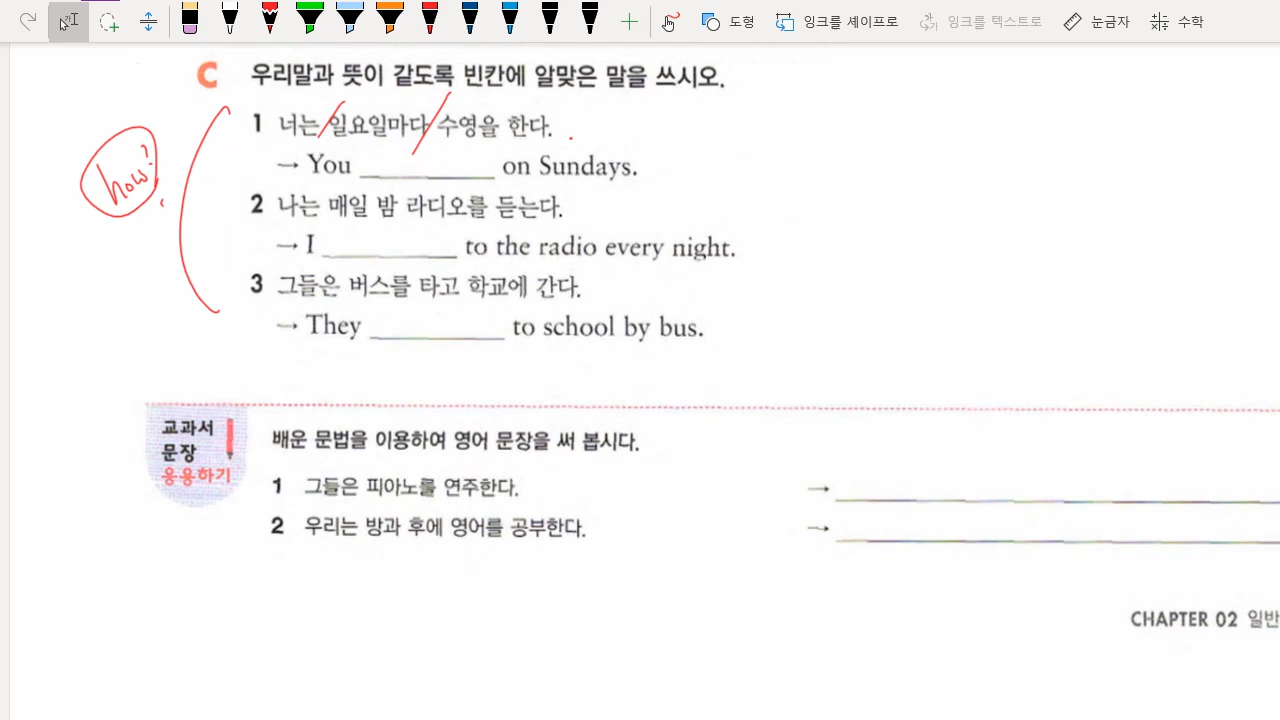 도형
잉크를 셰이프로
잉크를 텍스트로
눈금자
수학
C 우리말과 뜻이 같도록 빈칸에 알맞은 말을 쓰시오.
1 너는 일요일마다 수영을 한다.
→ You __________ on Sundays.
how?
2 나는 매일 밤 라디오를 듣는다.
→ I __________ to the radio every night.
3 그들은 버스를 타고 학교에 간다.
→ They __________ to school by bus.
교과서
문장
응용하기
배운 문법을 이용하여 영어 문장을 써 봅시다.
1 그들은 피아노를 연주한다. →
2 우리는 방과 후에 영어를 공부한다. →
CHAPTER 02 일반